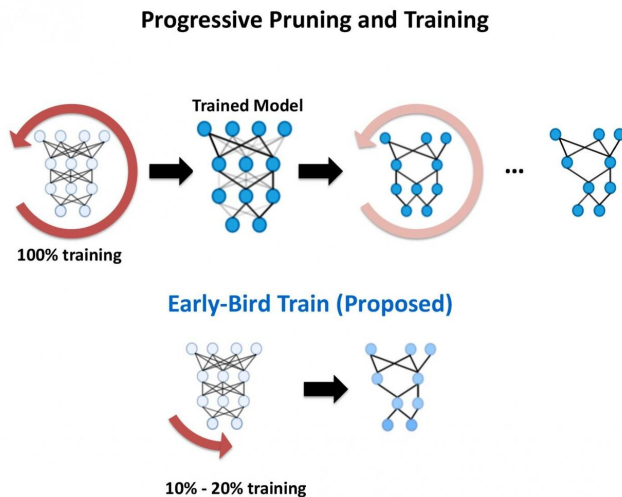 Progressive Pruning and Training
Trained Model
...
100% training
Early-Bird Train (Proposed)
10% - 20% training